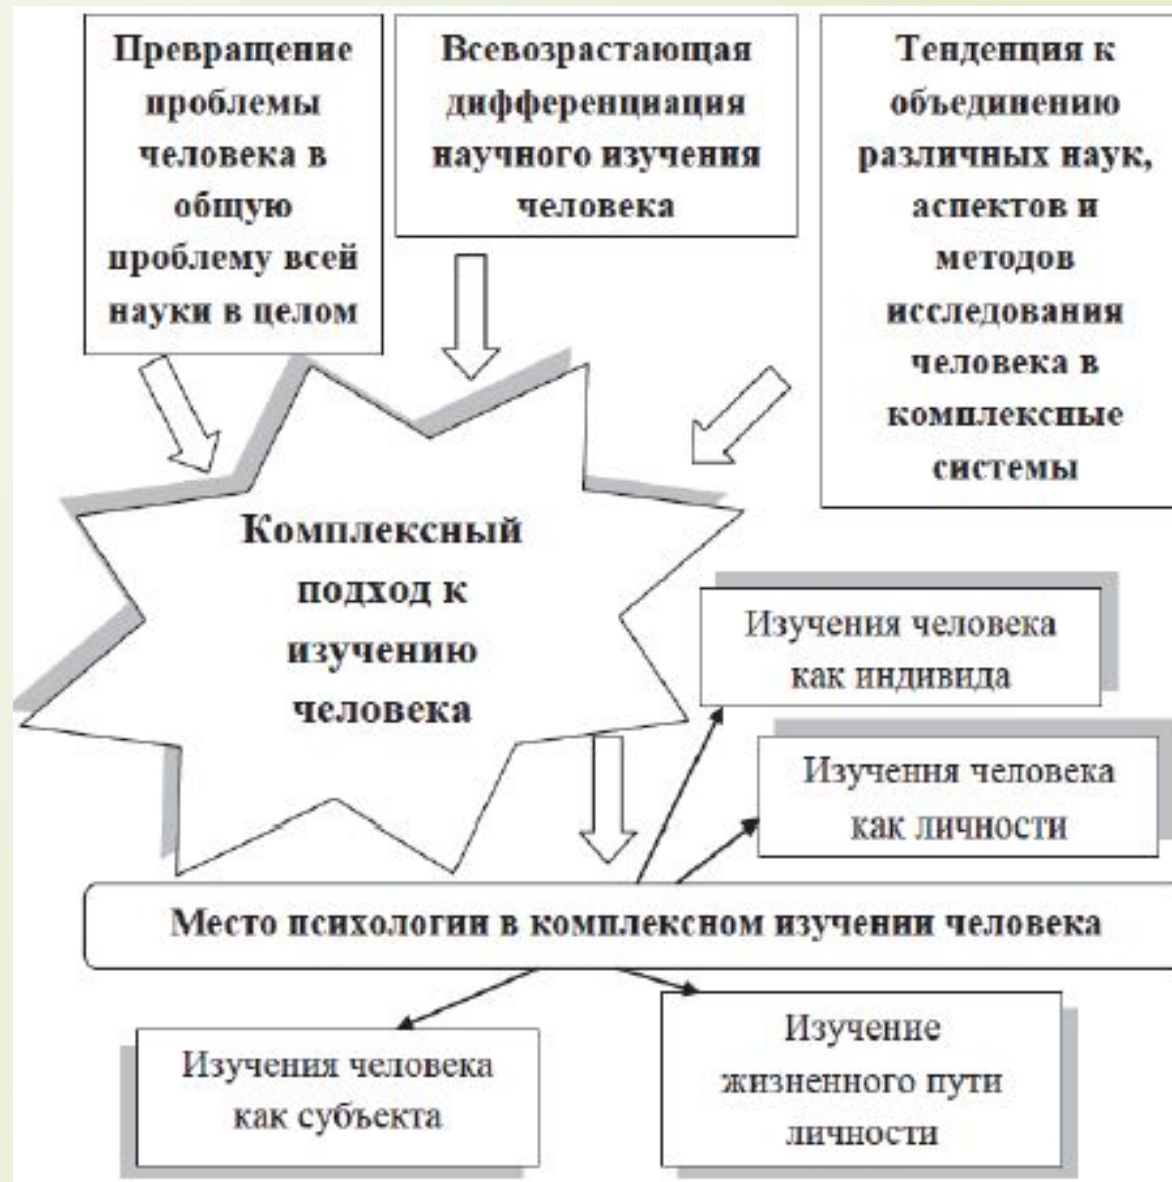 Превращение
проблемы
человека в
общую
проблему всей
науки в целом
Всевозрастающая
дифференциация
научного изучения
человека
Тенденция к
объединению
различных наук,
аспектов и
методов
исследования
человека в
комплексные
системы
Комплексный
подход к
изучению
человека
Изучения человека
как индивида
Изучения человека
как личности
Место психологии в комплексном изучении человека
Изучения человека
как субъекта
Изучение
жизненного пути
личности